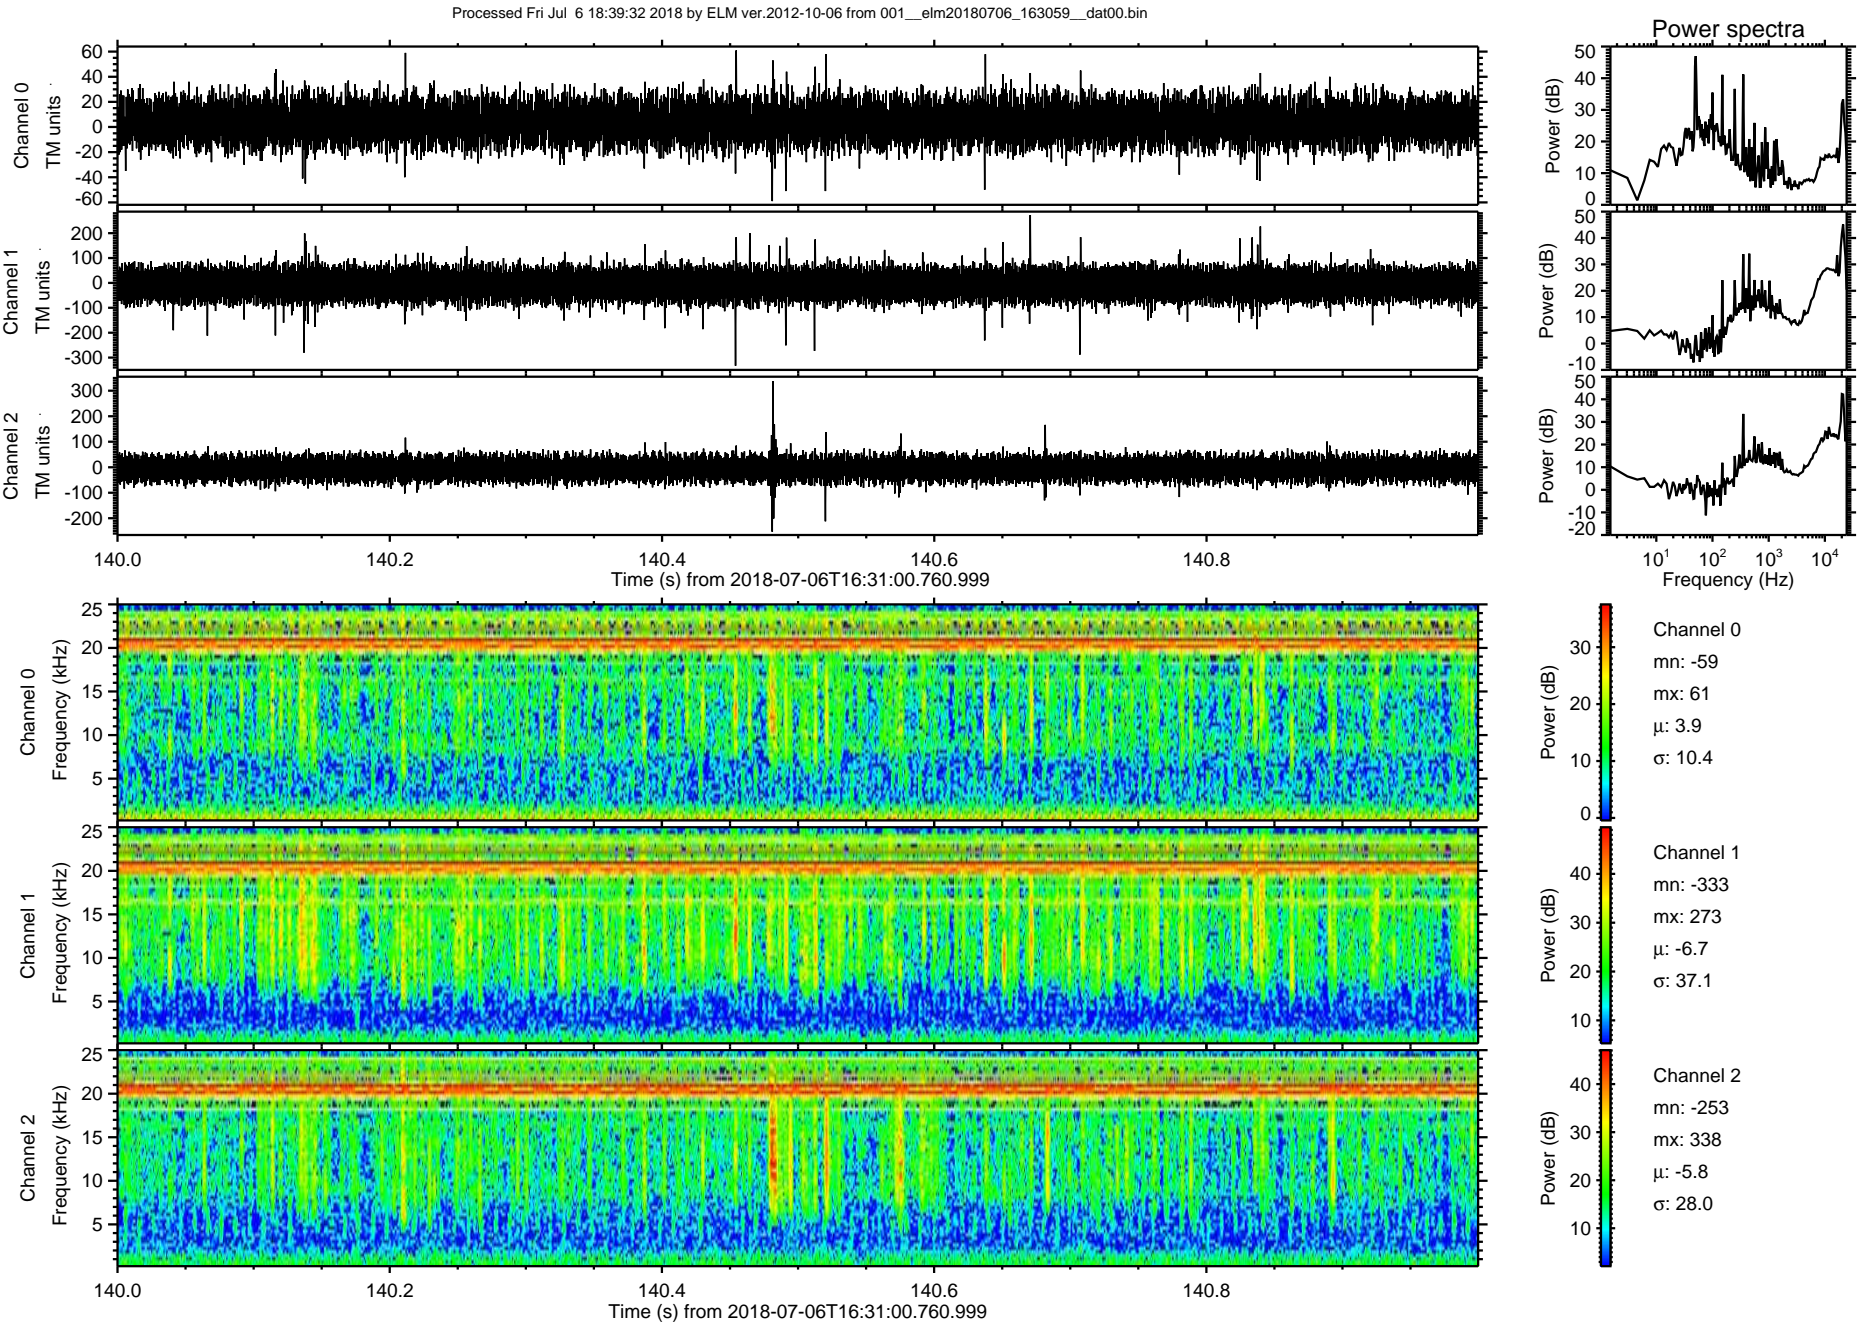 Processed Fri Jul  6 18:39:32 2018 by ELM ver.2012-10-06 from 001__elm20180706_163059__dat00.bin
Power spectra
Channel 0
TM units
60
40
20
0
-20
-40
-60
Power (dB)
50
40
30
20
10
0
Channel 1
TM units
200
100
0
-100
-200
-300
Power (dB)
50
40
30
20
10
0
-10
Channel 2
TM units
300
200
100
0
-100
-200
Power (dB)
50
40
30
20
10
0
-10
-20
140.0 140.2 140.4 140.6 140.8
Time (s) from 2018-07-06T16:31:00.760.999
10^1 10^2 10^3 10^4
Frequency (Hz)
Channel 0
Frequency (kHz)
25
20
15
10
5
Power (dB)
30
20
10
0
Channel 0
mn: -59
mx: 61
μ: 3.9
σ: 10.4
Channel 1
Frequency (kHz)
25
20
15
10
5
Power (dB)
40
30
20
10
Channel 1
mn: -333
mx: 273
μ: -6.7
σ: 37.1
Channel 2
Frequency (kHz)
25
20
15
10
5
Power (dB)
40
30
20
10
Channel 2
mn: -253
mx: 338
μ: -5.8
σ: 28.0
140.0 140.2 140.4 140.6 140.8
Time (s) from 2018-07-06T16:31:00.760.999